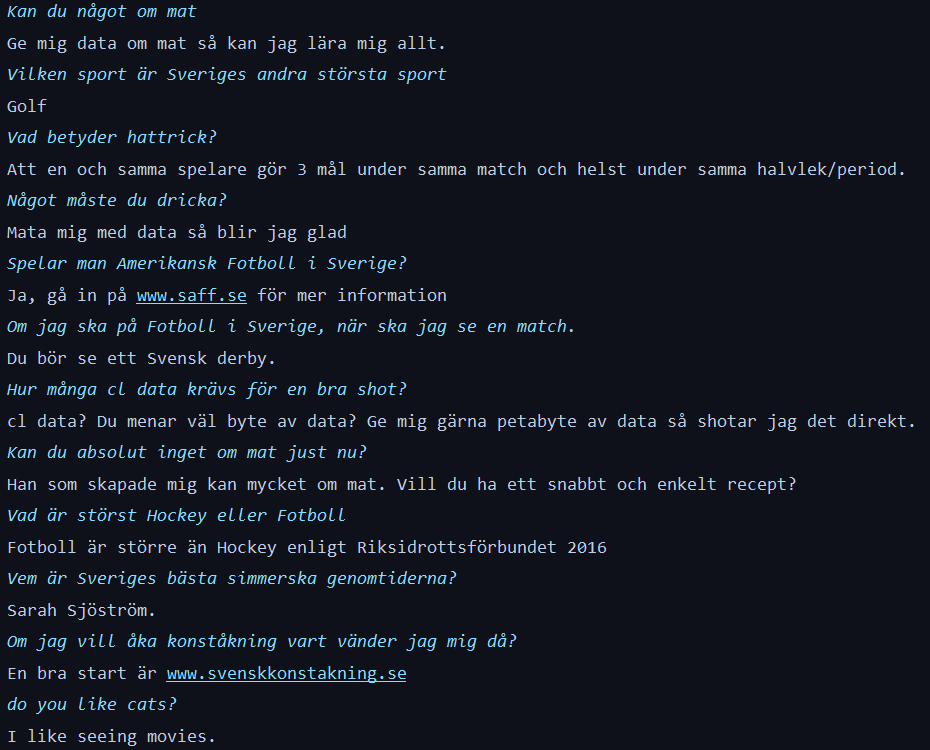 Kan du något om mat
Ge mig data om mat så kan jag lära mig allt.
Vilken sport är Sveriges andra största sport
Golf
Vad betyder hattrick?
Att en och samma spelare gör 3 mål under samma match och helst under samma halvlek/period.
Något måste du dricka?
Mata mig med data så blir jag glad
Spelar man Amerikansk Fotboll i Sverige?
Ja, gå in på www.saff.se för mer information
Om jag ska på Fotboll i Sverige, när ska jag se en match.
Du bör se ett Svensk derby.
Hur många cl data krävs för en bra shot?
cl data? Du menar väl byte av data? Ge mig gärna petabyte av data så shotar jag det direkt.
Kan du absolut inget om mat just nu?
Han som skapade mig kan mycket om mat. Vill du ha ett snabbt och enkelt recept?
Vad är störst Hockey eller Fotboll
Fotboll är större än Hockey enligt Riksidrottsförbundet 2016
Vem är Sveriges bästa simmerska genomtiderna?
Sarah Sjöström.
Om jag vill åka konståkning vart vänder jag mig då?
En bra start är www.svenskkonstakning.se
do you like cats?
I like seeing movies.